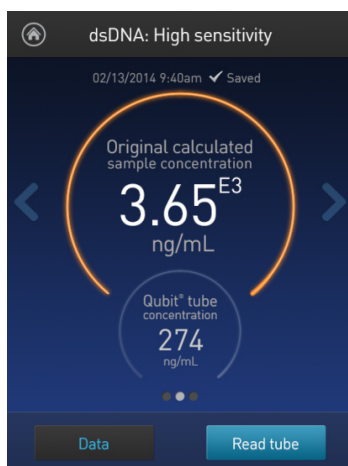 dsDNA: High sensitivity
02/13/2014 9:40am ✓ Saved
Original calculated
sample concentration
3.65E3
ng/mL
Qubit® tube
concentration
274
ng/mL
Data
Read tube